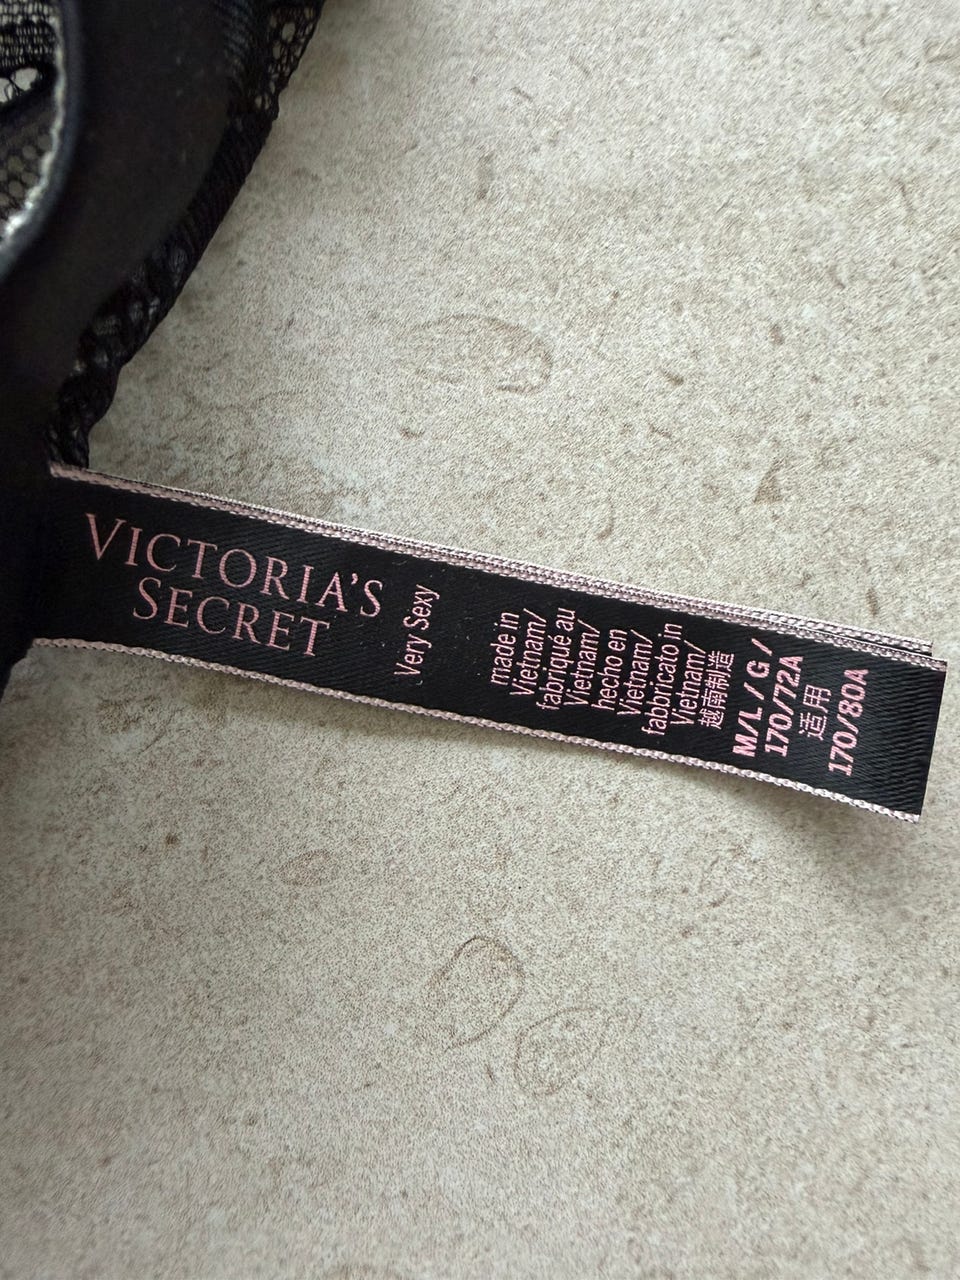 VICTORIA'S
SECRET
Very Sexy
made in
Vietnam/
fabriqué au
Vietnam/
hecho en
Vietnam/
fabbricato in
Vietnam/
越南制造
M/L / G /
170/72A
适用
170/80A